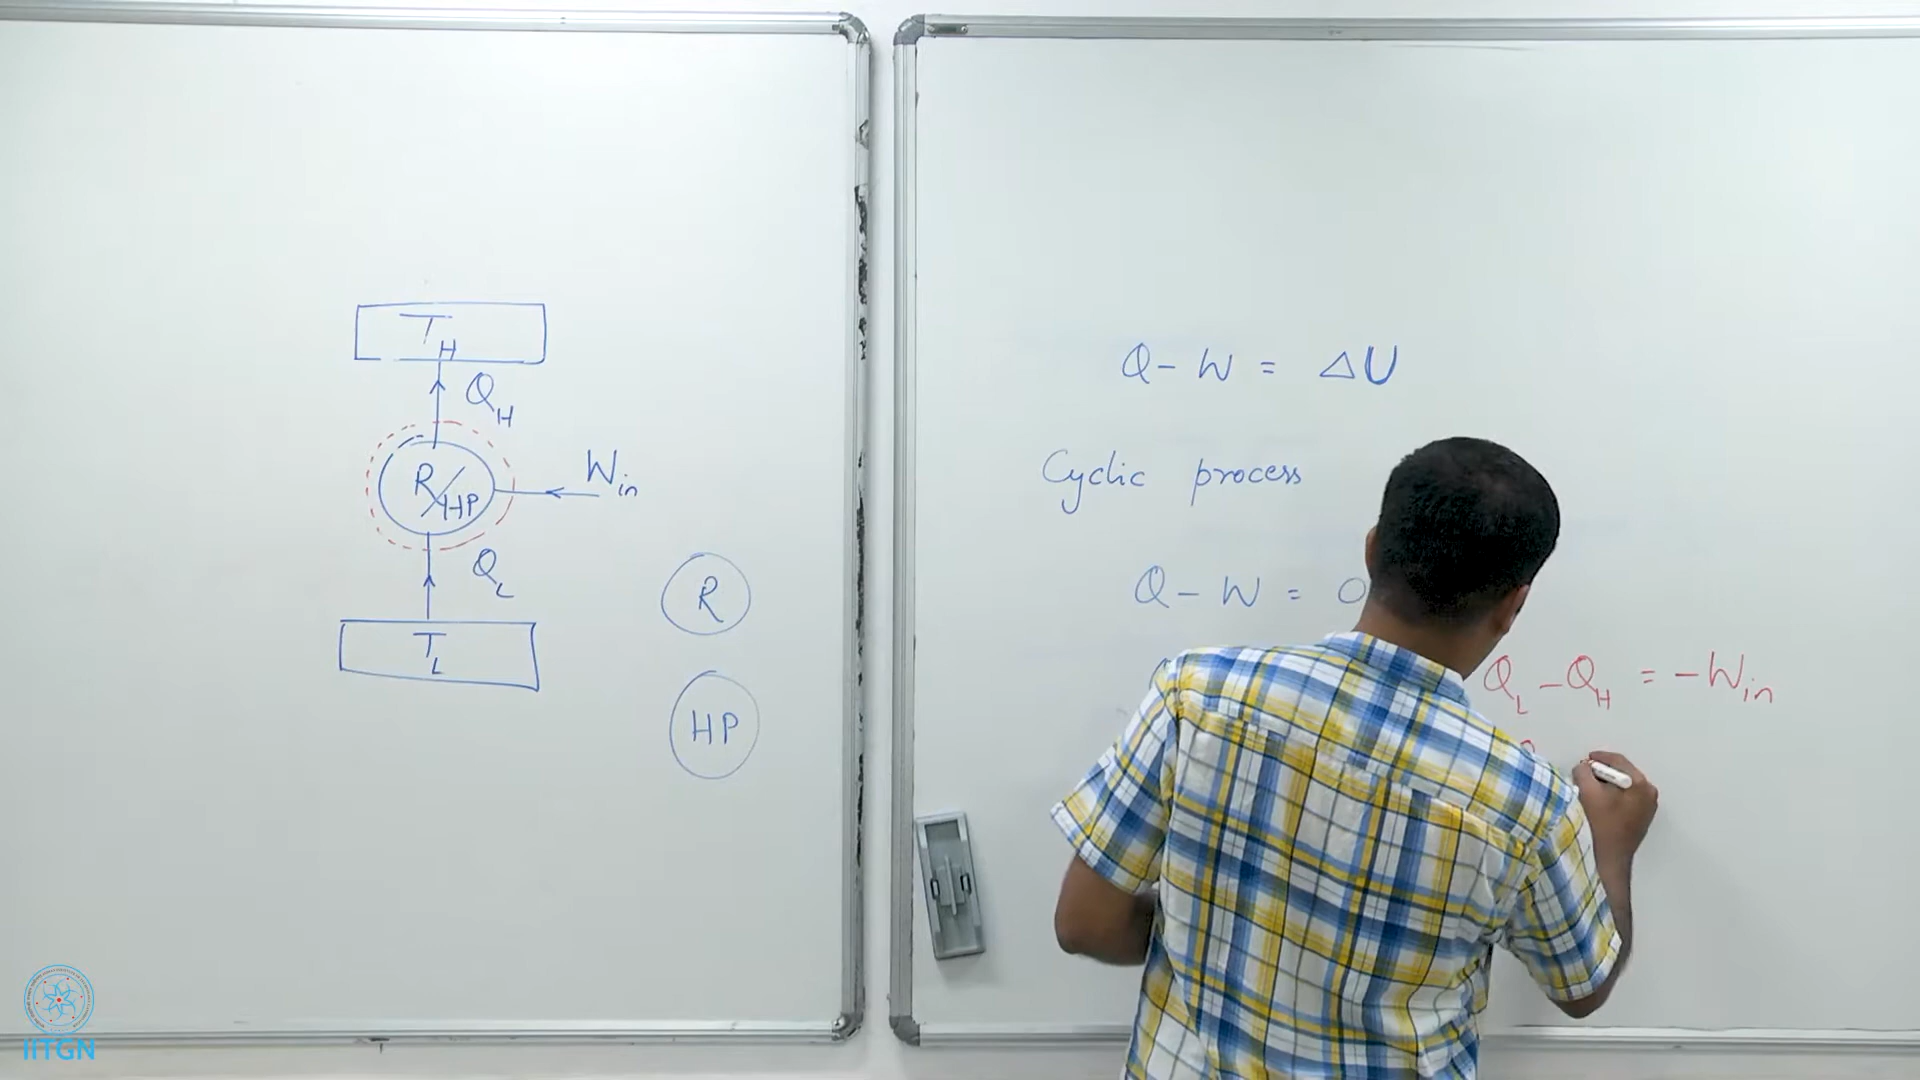 T_H
Q_H
R/HP
W_in
Q_L
T_L
R
HP
Q - W = ΔU
Cyclic process
Q - W = 0
Q_L - Q_H = -W_in
IITGN